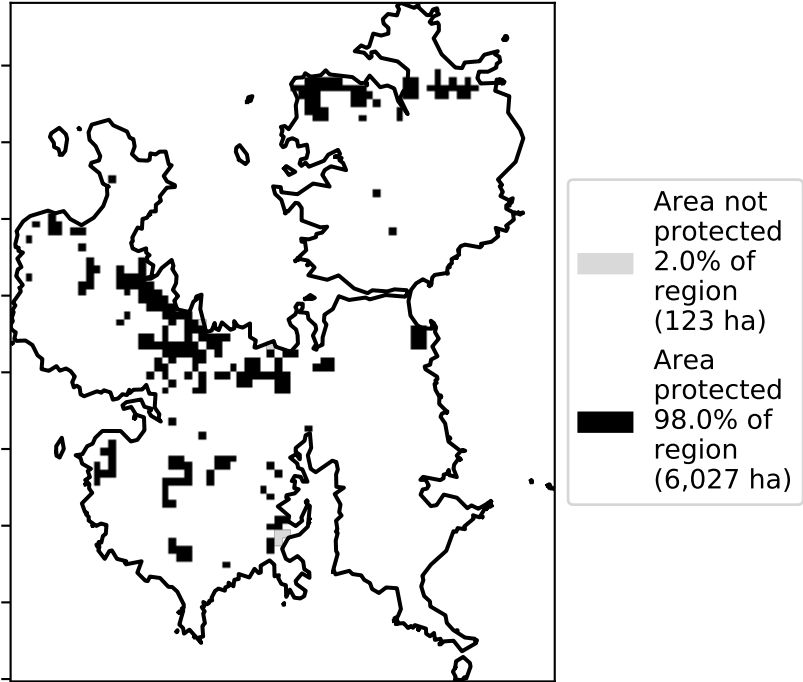 Area not
protected
2.0% of
region
(123 ha)
Area
protected
98.0% of
region
(6,027 ha)